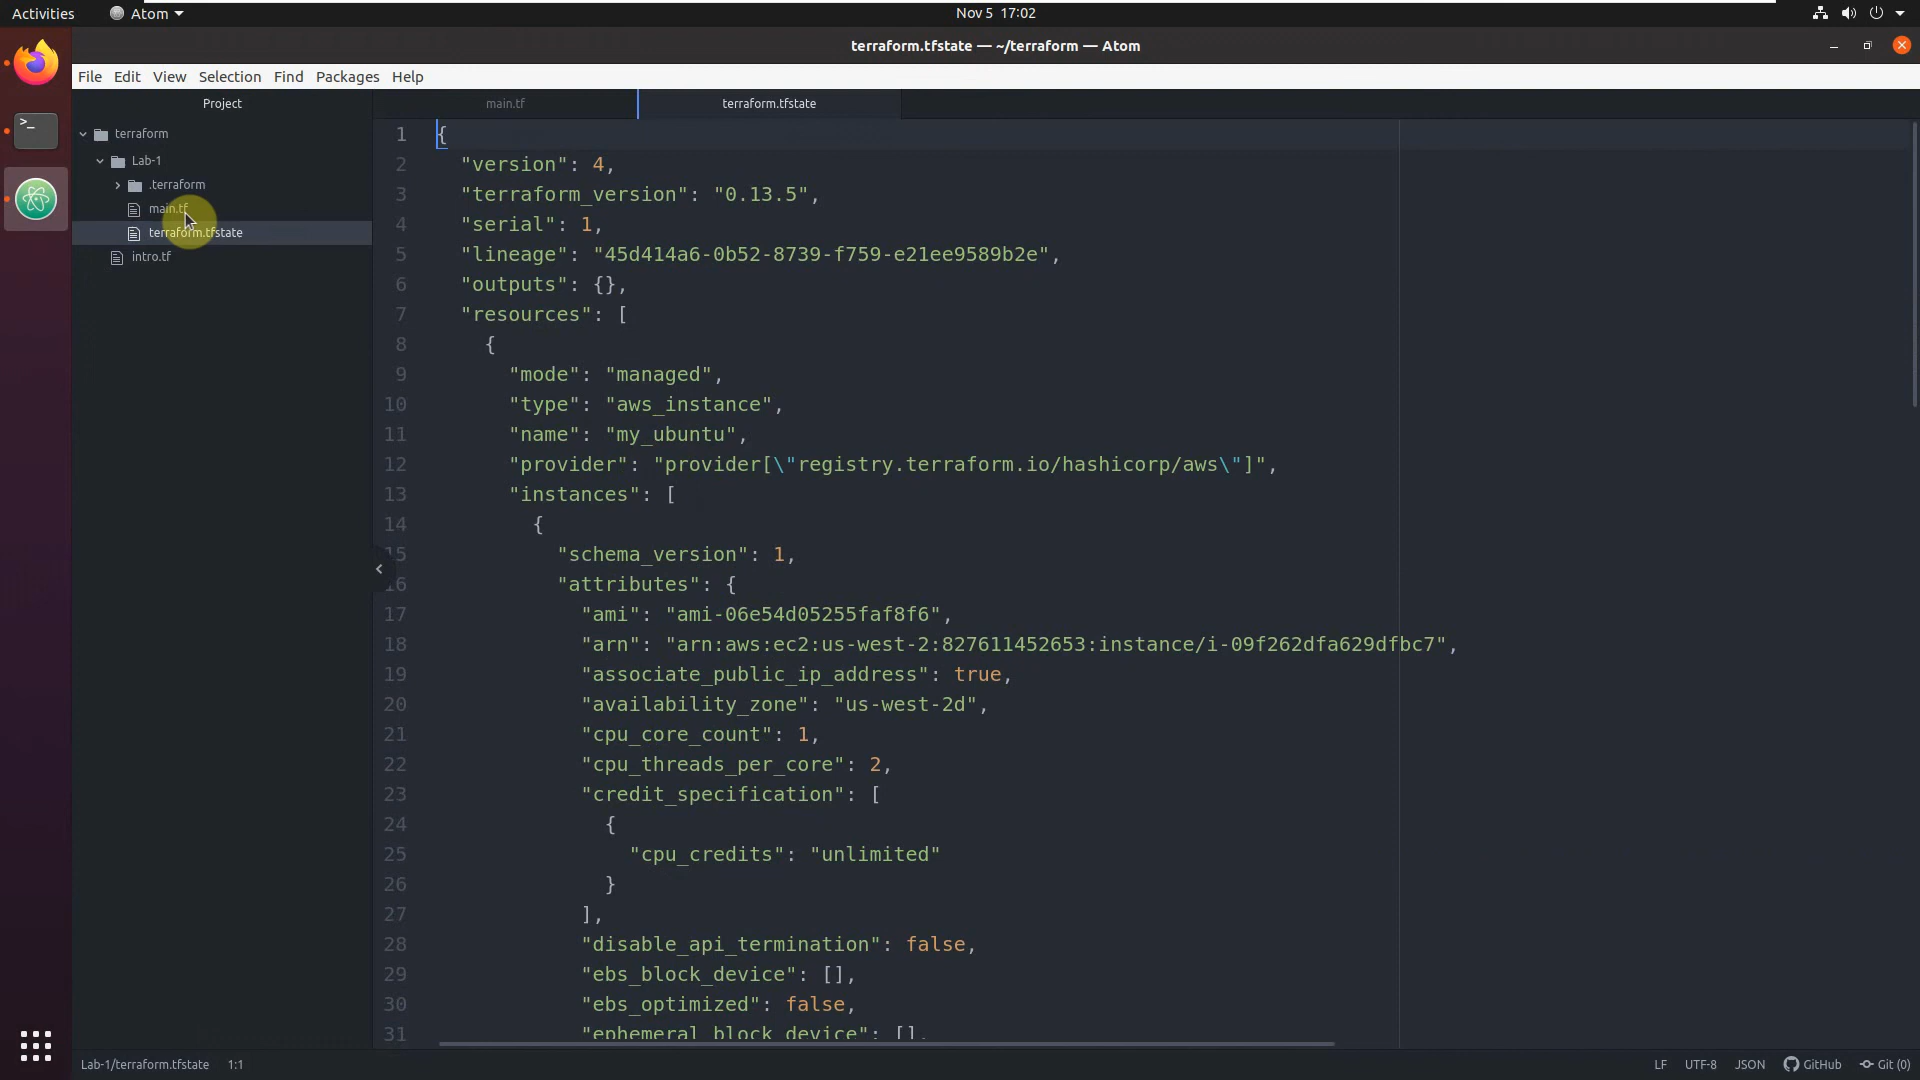 Activities
Atom
Nov 5 17:02
terraform.tfstate — ~/terraform — Atom
File Edit View Selection Find Packages Help
Project
terraform
Lab-1
.terraform
main.tf
terraform.tfstate
intro.tf
main.tf
terraform.tfstate
1 {
2 "version": 4,
3 "terraform_version": "0.13.5",
4 "serial": 1,
5 "lineage": "45d414a6-0b52-8739-f759-e21ee9589b2e",
6 "outputs": {},
7 "resources": [
8 {
9 "mode": "managed",
10 "type": "aws_instance",
11 "name": "my_ubuntu",
12 "provider": "provider[\"registry.terraform.io/hashicorp/aws\"]",
13 "instances": [
14 {
15 "schema_version": 1,
16 "attributes": {
17 "ami": "ami-06e54d05255faf8f6",
18 "arn": "arn:aws:ec2:us-west-2:827611452653:instance/i-09f262dfa629dfbc7",
19 "associate_public_ip_address": true,
20 "availability_zone": "us-west-2d",
21 "cpu_core_count": 1,
22 "cpu_threads_per_core": 2,
23 "credit_specification": [
24 {
25 "cpu_credits": "unlimited"
26 }
27 ],
28 "disable_api_termination": false,
29 "ebs_block_device": [],
30 "ebs_optimized": false,
31 "ephemeral_block_device": [],
Lab-1/terraform.tfstate 1:1
LF UTF-8 JSON GitHub Git (0)